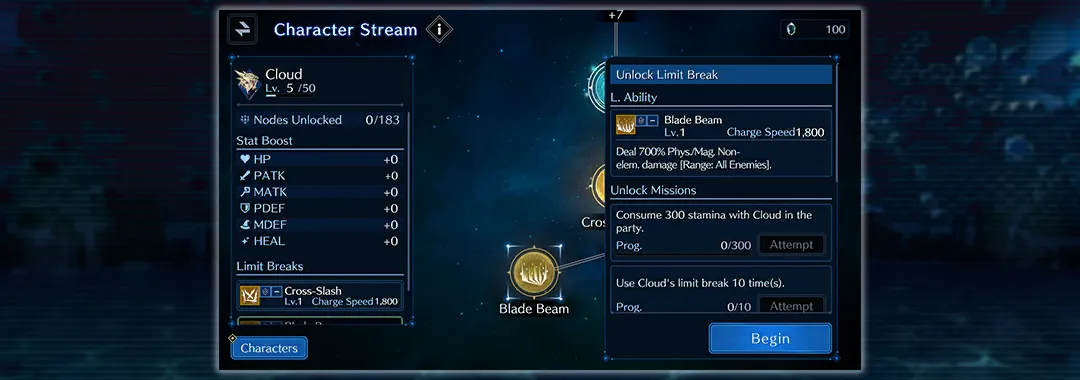 Character Stream
i
+7
100
Cloud
Lv. 5 /50
Nodes Unlocked 0/183
Stat Boost
HP +0
PATK +0
MATK +0
PDEF +0
MDEF +0
HEAL +0
Limit Breaks
Cross-Slash
Lv.1 Charge Speed 1,800
Characters
Cros
Blade Beam
Unlock Limit Break
L. Ability
Blade Beam
Lv.1 Charge Speed 1,800
Deal 700% Phys./Mag. Non-
elem. damage [Range: All Enemies].
Unlock Missions
Consume 300 stamina with Cloud in the
party.
Prog. 0/300 Attempt
Use Cloud's limit break 10 time(s).
Prog. 0/10 Attempt
Begin